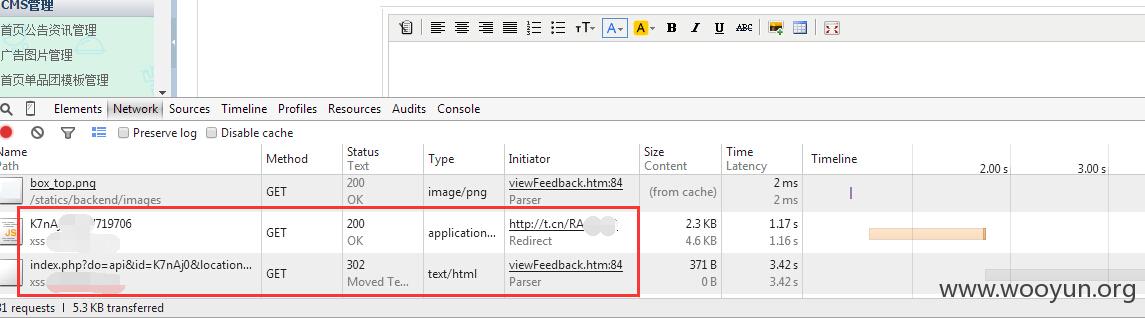 CMS管理
首页公告资讯管理
广告图片管理
首页单品团模板管理
A A B I U ABC
Elements Network Sources Timeline Profiles Resources Audits Console
Preserve log Disable cache
Name Method Status Type Initiator Size Time Timeline
Path Text Content Latency 2.00 s 3.00 s
box_top.png GET 200 image/png viewFeedback.htm:84 (from cache) 2 ms
/statics/backend/images OK Parser 2 ms
K7nAj 719706 GET 200 application... http://t.cn/RA 2.3 KB 1.17 s
xss OK Redirect 4.6 KB 1.16 s
index.php?do=api&id=K7nAj0&location... GET 302 text/html viewFeedback.htm:84 371 B 3.42 s
xss Moved Te... Parser 0 B 3.42 s
31 requests | 5.3 KB transferred
www.wooyun.org